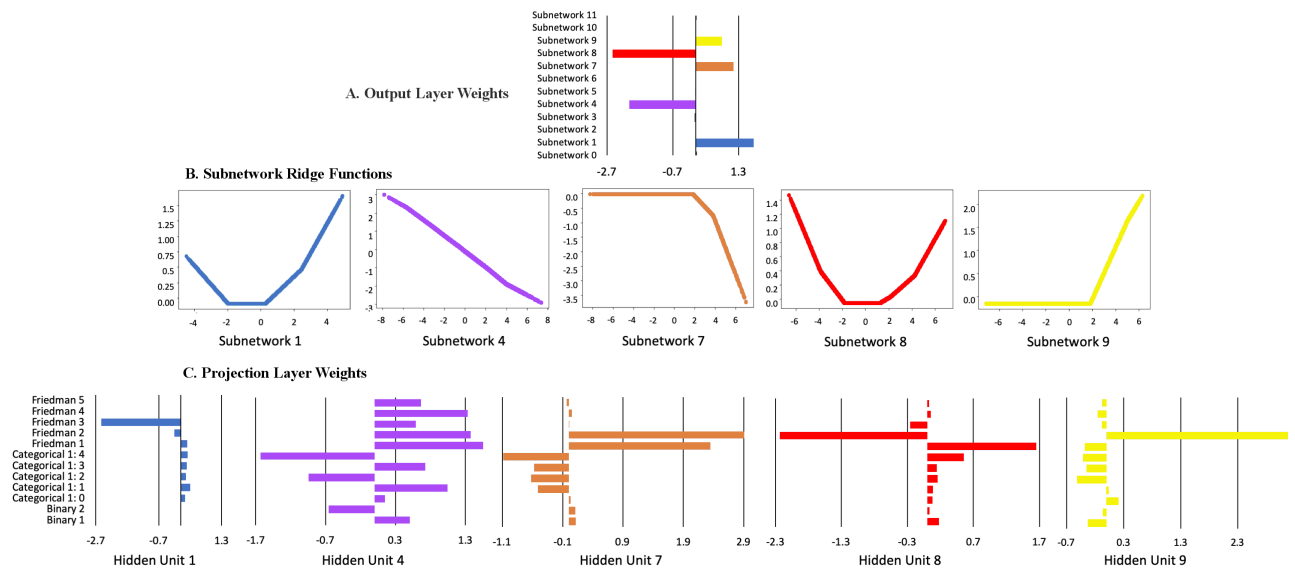 Subnetwork 11
Subnetwork 10
Subnetwork 9
Subnetwork 8
Subnetwork 7
Subnetwork 6
Subnetwork 5
Subnetwork 4
Subnetwork 3
Subnetwork 2
Subnetwork 1
Subnetwork 0
A. Output Layer Weights
-2.7 -0.7 1.3
B. Subnetwork Ridge Functions
1.5
1.25
1.00
0.75
0.5
0.25
0.00
-4 -2 0 2 4
Subnetwork 1
3
2
1
0
-1
-2
-3
-8 -6 -4 -2 0 2 4 6 8
Subnetwork 4
0.0
-0.5
-1.0
-1.5
-2.0
-2.5
-3.0
-3.5
-8 -6 -4 -2 0 2 4 6
Subnetwork 7
1.4
1.2
1.0
0.8
0.6
0.4
0.2
0.0
-6 -4 -2 0 2 4 6
Subnetwork 8
2.0
1.5
1.0
0.5
0.0
-6 -4 -2 0 2 4 6
Subnetwork 9
C. Projection Layer Weights
Friedman 5
Friedman 4
Friedman 3
Friedman 2
Friedman 1
Categorical 1: 4
Categorical 1: 3
Categorical 1: 2
Categorical 1: 1
Categorical 1: 0
Binary 2
Binary 1
-2.7 -0.7 0.3
Hidden Unit 1
-1.7 -0.7 0.3 1.3
Hidden Unit 4
-1.1 -0.1 0.9 1.9 2.9
Hidden Unit 7
-2.3 -1.3 -0.3 0.7 1.7
Hidden Unit 8
-0.7 0.3 1.3 2.3
Hidden Unit 9